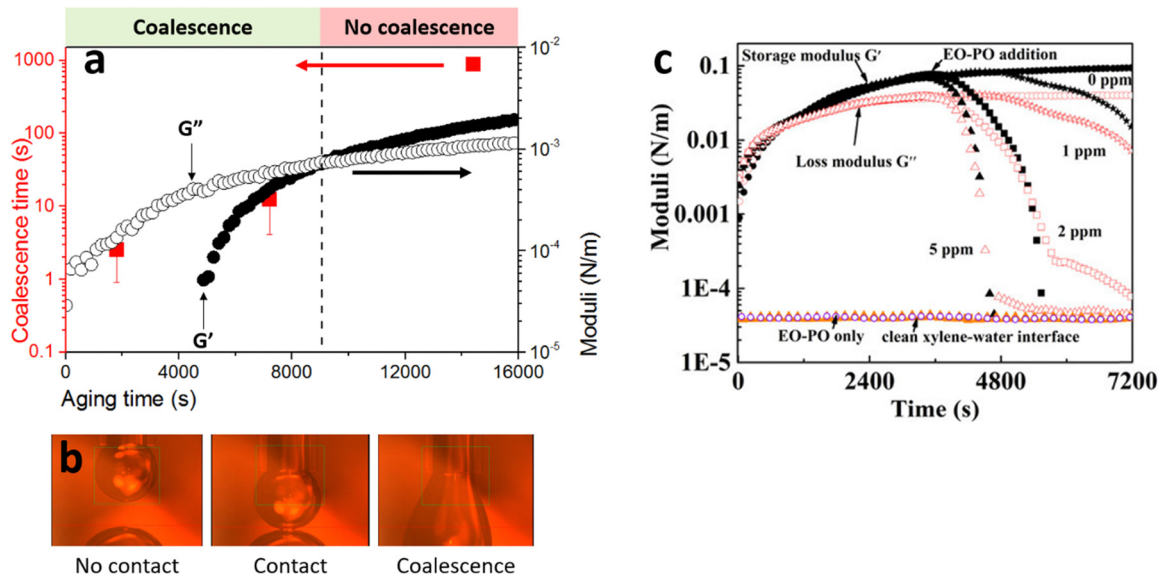 Coalescence
No coalescence
a
1000
100
10
1
0.1
Coalescence time (s)
G’’
G’
10-2
10-3
10-4
10-5
Moduli (N/m)
0
4000
8000
12000
16000
Aging time (s)
b
No contact
Contact
Coalescence
c
Storage modulus G'
EO-PO addition
0 ppm
Loss modulus G''
1 ppm
2 ppm
5 ppm
EO-PO only
clean xylene-water interface
0.1
0.01
0.001
1E-4
1E-5
Moduli (N/m)
0
2400
4800
7200
Time (s)